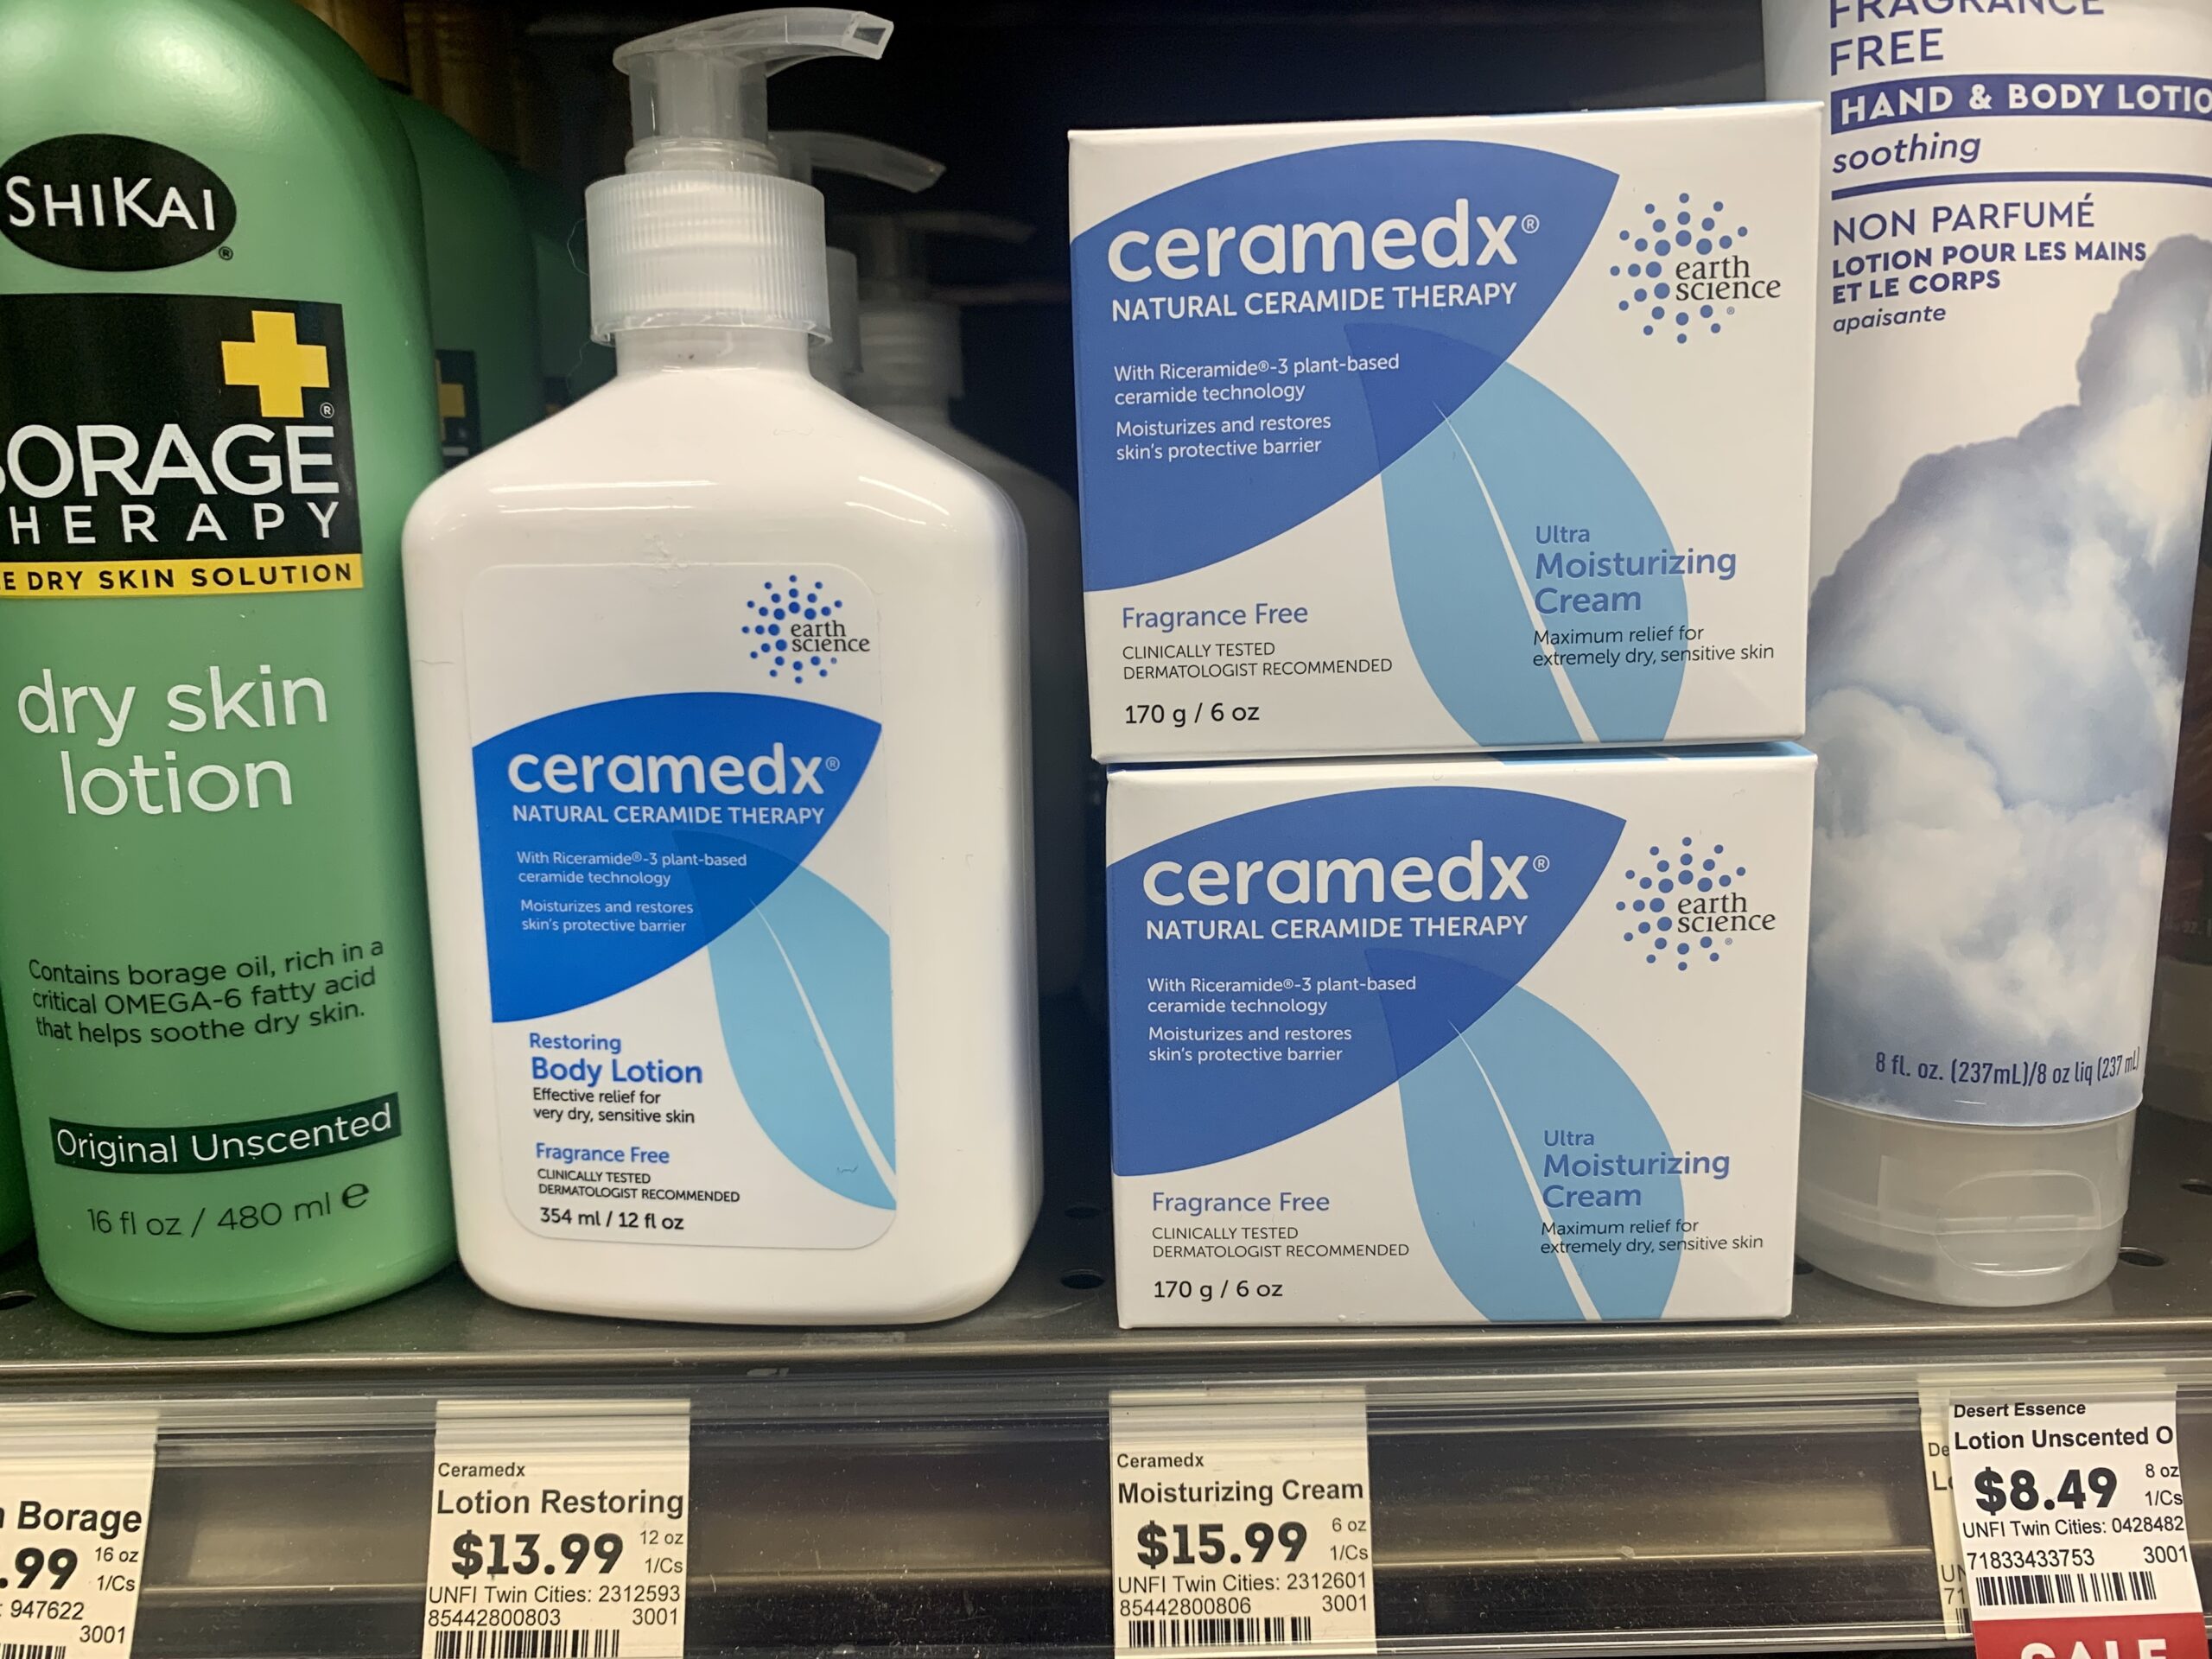 SHIKAI
®
®
ORAGE
HERAPY
E DRY SKIN SOLUTION
dry skin
lotion
Contains borage oil, rich in a
critical OMEGA-6 fatty acid
that helps soothe dry skin.
Original Unscented
16 fl oz / 480 ml e
earth
science
ceramedx®
NATURAL CERAMIDE THERAPY
With Riceramide®-3 plant-based
ceramide technology
Moisturizes and restores
skin's protective barrier
Restoring
Body Lotion
Effective relief for
very dry, sensitive skin
Fragrance Free
CLINICALLY TESTED
DERMATOLOGIST RECOMMENDED
354 ml / 12 fl oz
ceramedx®
NATURAL CERAMIDE THERAPY
earth
science
®
With Riceramide®-3 plant-based
ceramide technology
Moisturizes and restores
skin's protective barrier
Ultra
Moisturizing
Cream
Maximum relief for
extremely dry, sensitive skin
Fragrance Free
CLINICALLY TESTED
DERMATOLOGIST RECOMMENDED
170 g / 6 oz
ceramedx®
NATURAL CERAMIDE THERAPY
earth
science
®
With Riceramide®-3 plant-based
ceramide technology
Moisturizes and restores
skin's protective barrier
Ultra
Moisturizing
Cream
Maximum relief for
extremely dry, sensitive skin
Fragrance Free
CLINICALLY TESTED
DERMATOLOGIST RECOMMENDED
170 g / 6 oz
FRAGRANCE
FREE
HAND & BODY LOTIO
soothing
NON PARFUMÉ
LOTION POUR LES MAINS
ET LE CORPS
apaisante
8 fl. oz. (237mL)/8 oz liq (237 mL)
Borage
.99
16 oz
1/Cs
: 947622
3001
Ceramedx
Lotion Restoring
$13.99
12 oz
1/Cs
UNFI Twin Cities: 2312593
85442800803 3001
Ceramedx
Moisturizing Cream
$15.99
6 oz
1/Cs
UNFI Twin Cities: 2312601
85442800806 3001
De
Lo
UN
71
Desert Essence
Lotion Unscented O
$8.49
8 oz
1/Cs
UNFI Twin Cities: 0428482
71833433753 3001
SALE